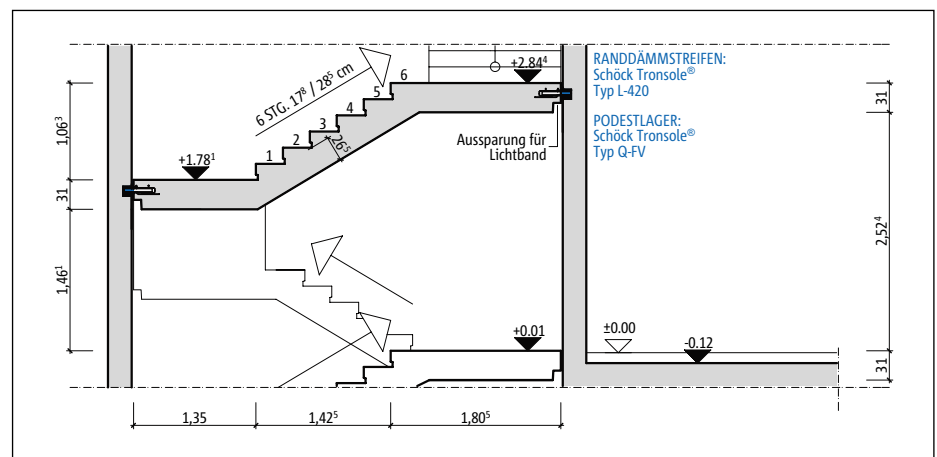 RANDDÄMMSTREIFEN:
Schöck Tronsole®
Typ L-420
PODESTLAGER:
Schöck Tronsole®
Typ Q-FV
6 STG. 17⁸ / 28⁵ cm
6
+2.84⁴
5
4
3
2
1
26⁵
Aussparung für
Lichtband
+1.78¹
1,06³
31
1,46¹
31
2,52⁴
31
+0.01
±0.00
-0.12
1,35
1,42⁵
1,80⁵